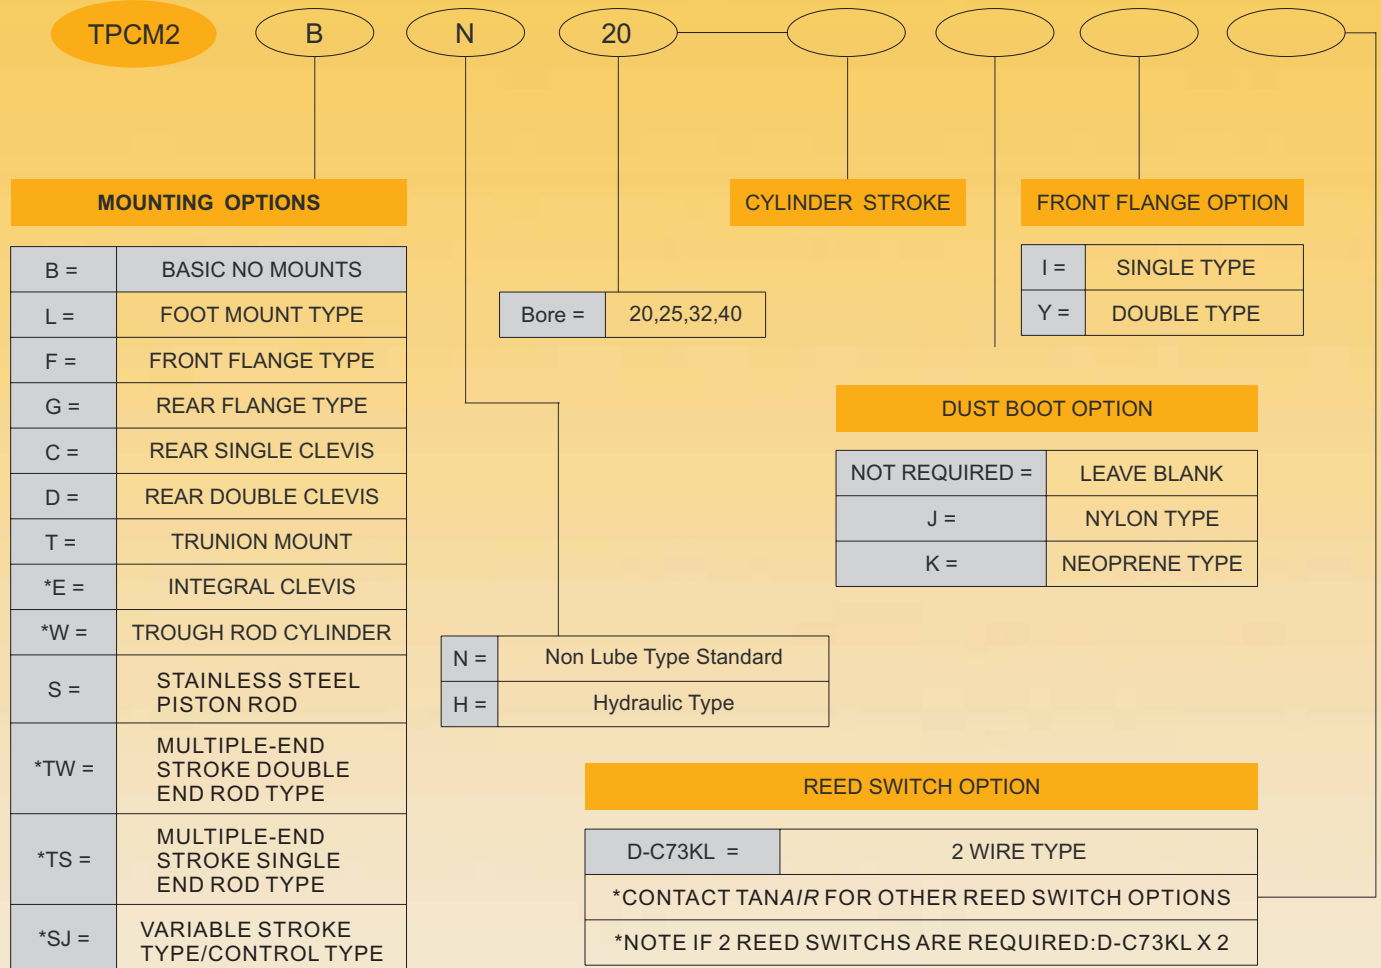 TPCM2 B N 20
MOUNTING OPTIONS
B = BASIC NO MOUNTS
L = FOOT MOUNT TYPE
F = FRONT FLANGE TYPE
G = REAR FLANGE TYPE
C = REAR SINGLE CLEVIS
D = REAR DOUBLE CLEVIS
T = TRUNION MOUNT
*E = INTEGRAL CLEVIS
*W = TROUGH ROD CYLINDER
S = STAINLESS STEEL
PISTON ROD
*TW = MULTIPLE-END
STROKE DOUBLE
END ROD TYPE
*TS = MULTIPLE-END
STROKE SINGLE
END ROD TYPE
*SJ = VARIABLE STROKE
TYPE/CONTROL TYPE
Bore = 20,25,32,40
N = Non Lube Type Standard
H = Hydraulic Type
CYLINDER STROKE
FRONT FLANGE OPTION
I = SINGLE TYPE
Y = DOUBLE TYPE
DUST BOOT OPTION
NOT REQUIRED = LEAVE BLANK
J = NYLON TYPE
K = NEOPRENE TYPE
REED SWITCH OPTION
D-C73KL = 2 WIRE TYPE
*CONTACT TANAIR FOR OTHER REED SWITCH OPTIONS
*NOTE IF 2 REED SWITCHS ARE REQUIRED:D-C73KL X 2